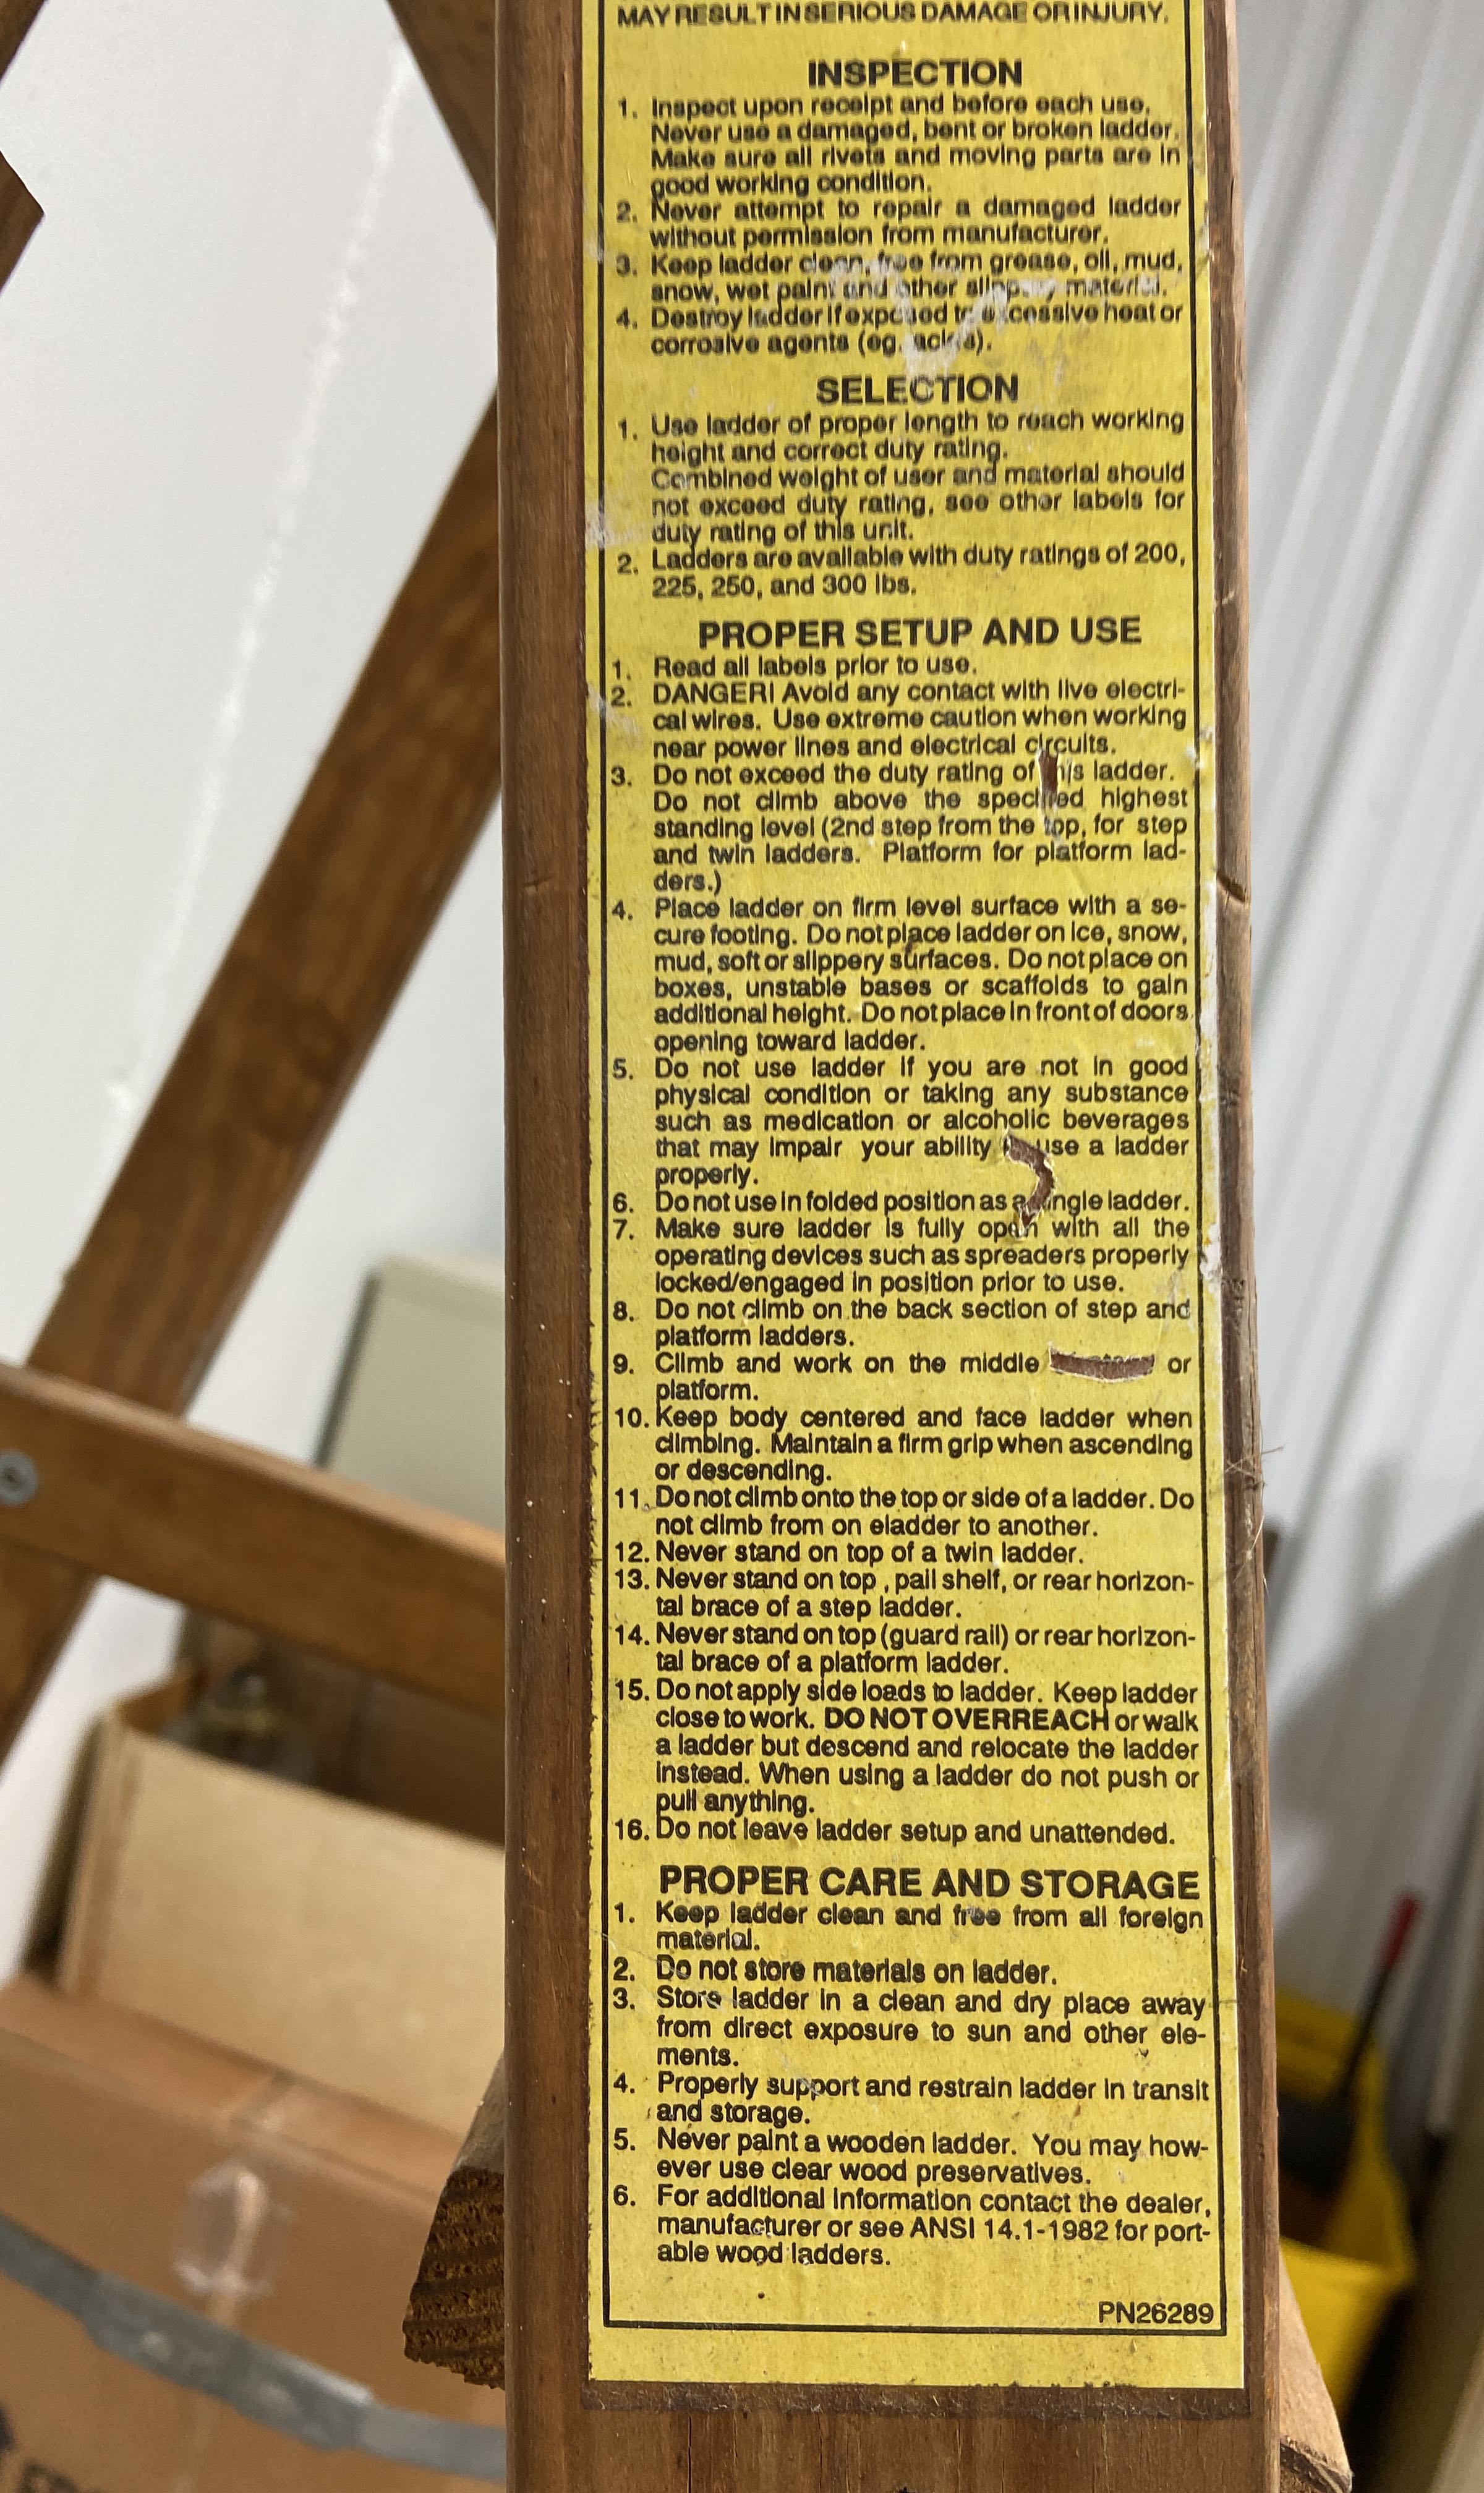 MAY RESULT IN SERIOUS DAMAGE OR INJURY.
INSPECTION
1. Inspect upon receipt and before each use.
Never use a damaged, bent or broken ladder.
Make sure all rivets and moving parts are in
good working condition.
2. Never attempt to repair a damaged ladder
without permission from manufacturer.
3. Keep ladder clean, free from grease, oil, mud,
snow, wet paint and other slippery material.
4. Destroy ladder if exposed to excessive heat or
corrosive agents (eg. acids).
SELECTION
1. Use ladder of proper length to reach working
height and correct duty rating.
Combined weight of user and material should
not exceed duty rating, see other labels for
duty rating of this unit.
2. Ladders are available with duty ratings of 200,
225, 250, and 300 lbs.
PROPER SETUP AND USE
1. Read all labels prior to use.
2. DANGER! Avoid any contact with live electri-
cal wires. Use extreme caution when working
near power lines and electrical circuits.
3. Do not exceed the duty rating of this ladder.
Do not climb above the specified highest
standing level (2nd step from the top, for step
and twin ladders. Platform for platform lad-
ders.)
4. Place ladder on firm level surface with a se-
cure footing. Do not place ladder on ice, snow,
mud, soft or slippery surfaces. Do not place on
boxes, unstable bases or scaffolds to gain
additional height. Do not place in front of doors
opening toward ladder.
5. Do not use ladder if you are not in good
physical condition or taking any substance
such as medication or alcoholic beverages
that may impair your ability use a ladder
properly.
6. Do not use in folded position as a single ladder.
7. Make sure ladder is fully open with all the
operating devices such as spreaders properly
locked/engaged in position prior to use.
8. Do not climb on the back section of step and
platform ladders.
9. Climb and work on the middle or
platform.
10. Keep body centered and face ladder when
climbing. Maintain a firm grip when ascending
or descending.
11. Do not climb onto the top or side of a ladder. Do
not climb from on eladder to another.
12. Never stand on top of a twin ladder.
13. Never stand on top , pail shelf, or rear horizon-
tal brace of a step ladder.
14. Never stand on top (guard rail) or rear horizon-
tal brace of a platform ladder.
15. Do not apply side loads to ladder. Keep ladder
close to work. DO NOT OVERREACH or walk
a ladder but descend and relocate the ladder
instead. When using a ladder do not push or
pull anything.
16. Do not leave ladder setup and unattended.
PROPER CARE AND STORAGE
1. Keep ladder clean and free from all foreign
material.
2. Do not store materials on ladder.
3. Store ladder in a clean and dry place away
from direct exposure to sun and other ele-
ments.
4. Properly support and restrain ladder in transit
and storage.
5. Never paint a wooden ladder. You may how-
ever use clear wood preservatives.
6. For additional information contact the dealer,
manufacturer or see ANSI 14.1-1982 for port-
able wood ladders.
PN26289